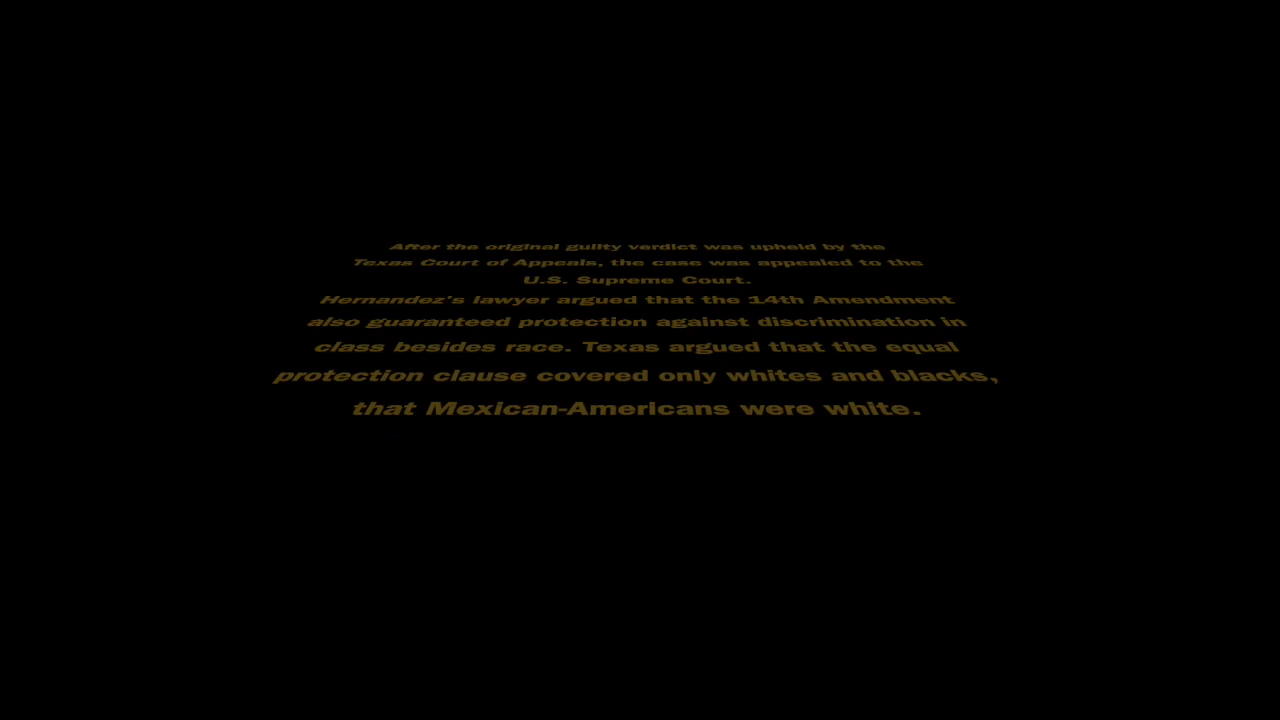 After the original guilty verdict was upheld by the
Texas Court of Appeals, the case was appealed to the
U.S. Supreme Court.
Hernandez's lawyer argued that the 14th Amendment
also guaranteed protection against discrimination in
class besides race. Texas argued that the equal
protection clause covered only whites and blacks,
that Mexican-Americans were white.